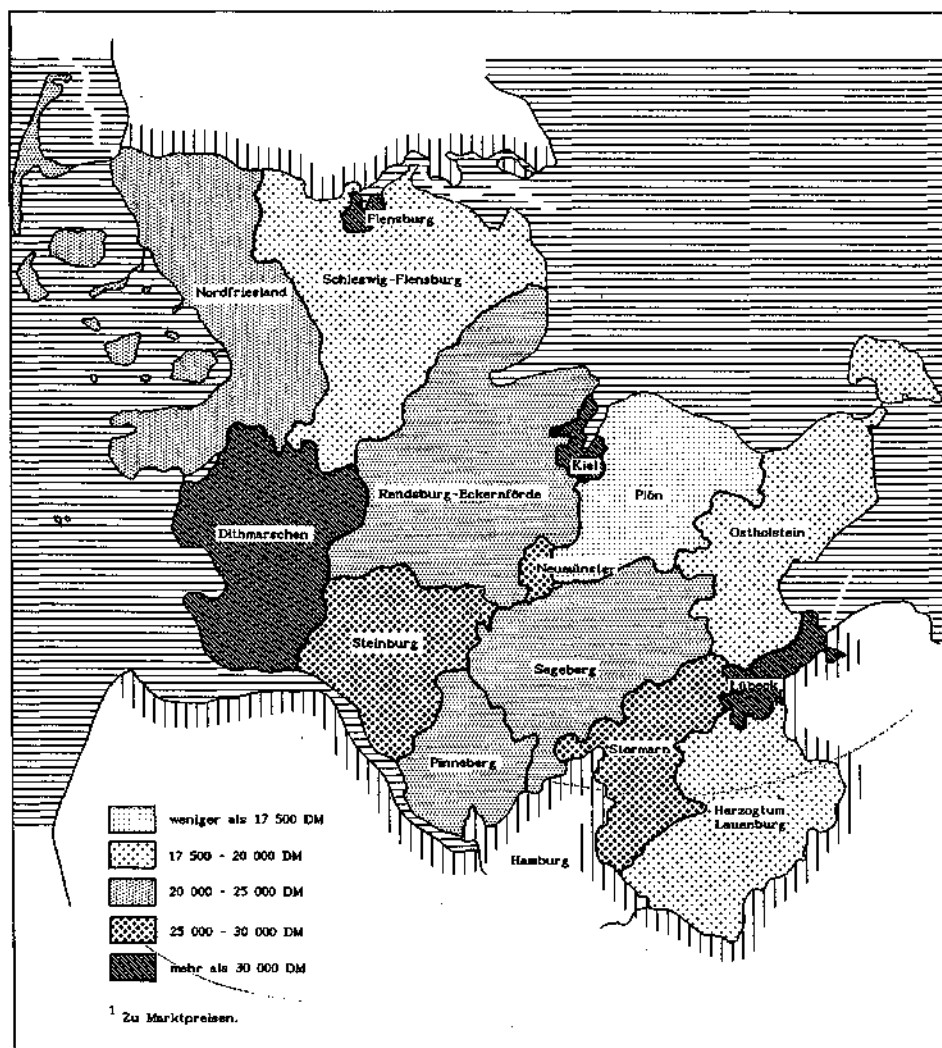 Flensburg
Schleswig-Flensburg
Nordfriesland
Kiel
Rendsburg-Eckernförde
Plön
Dithmarschen
Ostholstein
Neumünster
Steinburg
Segeberg
Lübeck
Stormarn
Pinneberg
Herzogtum
Lauenburg
Hamburg
weniger als 17 500 DM
17 500 - 20 000 DM
20 000 - 25 000 DM
25 000 - 30 000 DM
mehr als 30 000 DM
1 Zu Marktpreisen.